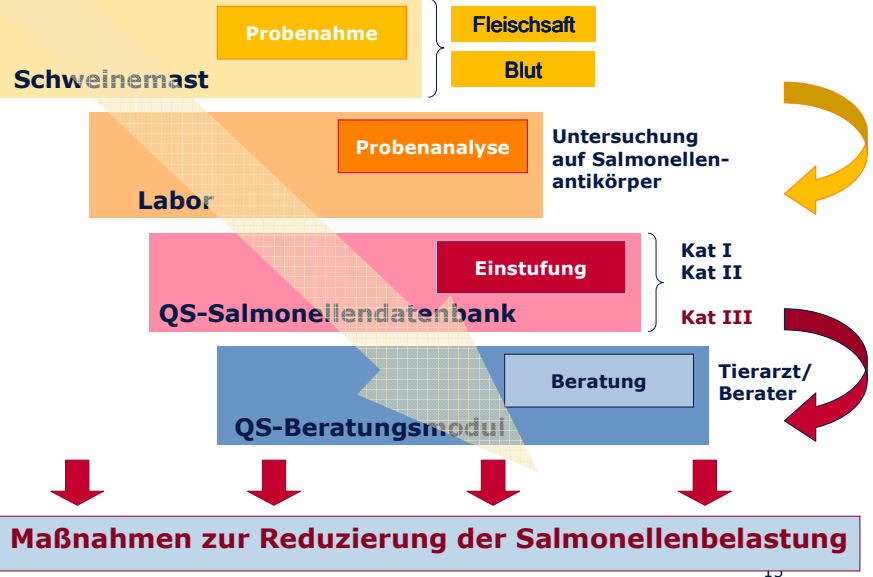 Probenahme
Fleischsaft
Blut
Schweinemast
Probenanalyse
Untersuchung
auf Salmonellen-
antikörper
Labor
Einstufung
Kat I
Kat II
Kat III
QS-Salmonellendatenbank
Beratung
Tierarzt/
Berater
QS-Beratungsmodul
Maßnahmen zur Reduzierung der Salmonellenbelastung